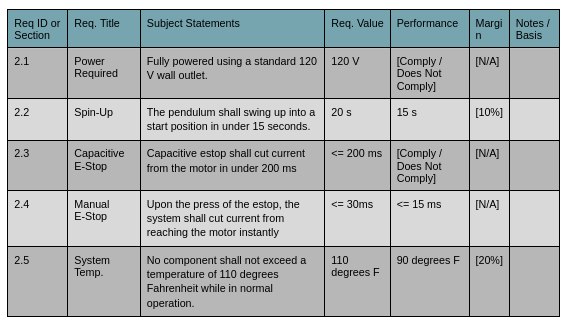 Req ID or Section | Req. Title | Subject Statements | Req. Value | Performance | Margin | Notes / Basis
2.1 | Power Required | Fully powered using a standard 120 V wall outlet. | 120 V | [Comply / Does Not Comply] | [N/A] |
2.2 | Spin-Up | The pendulum shall swing up into a start position in under 15 seconds. | 20 s | 15 s | [10%] |
2.3 | Capacitive E-Stop | Capacitive estop shall cut current from the motor in under 200 ms | <= 200 ms | [Comply / Does Not Comply] | [N/A] |
2.4 | Manual E-Stop | Upon the press of the estop, the system shall cut current from reaching the motor instantly | <= 30ms | <= 15 ms | [N/A] |
2.5 | System Temp. | No component shall not exceed a temperature of 110 degrees Fahrenheit while in normal operation. | 110 degrees F | 90 degrees F | [20%] |